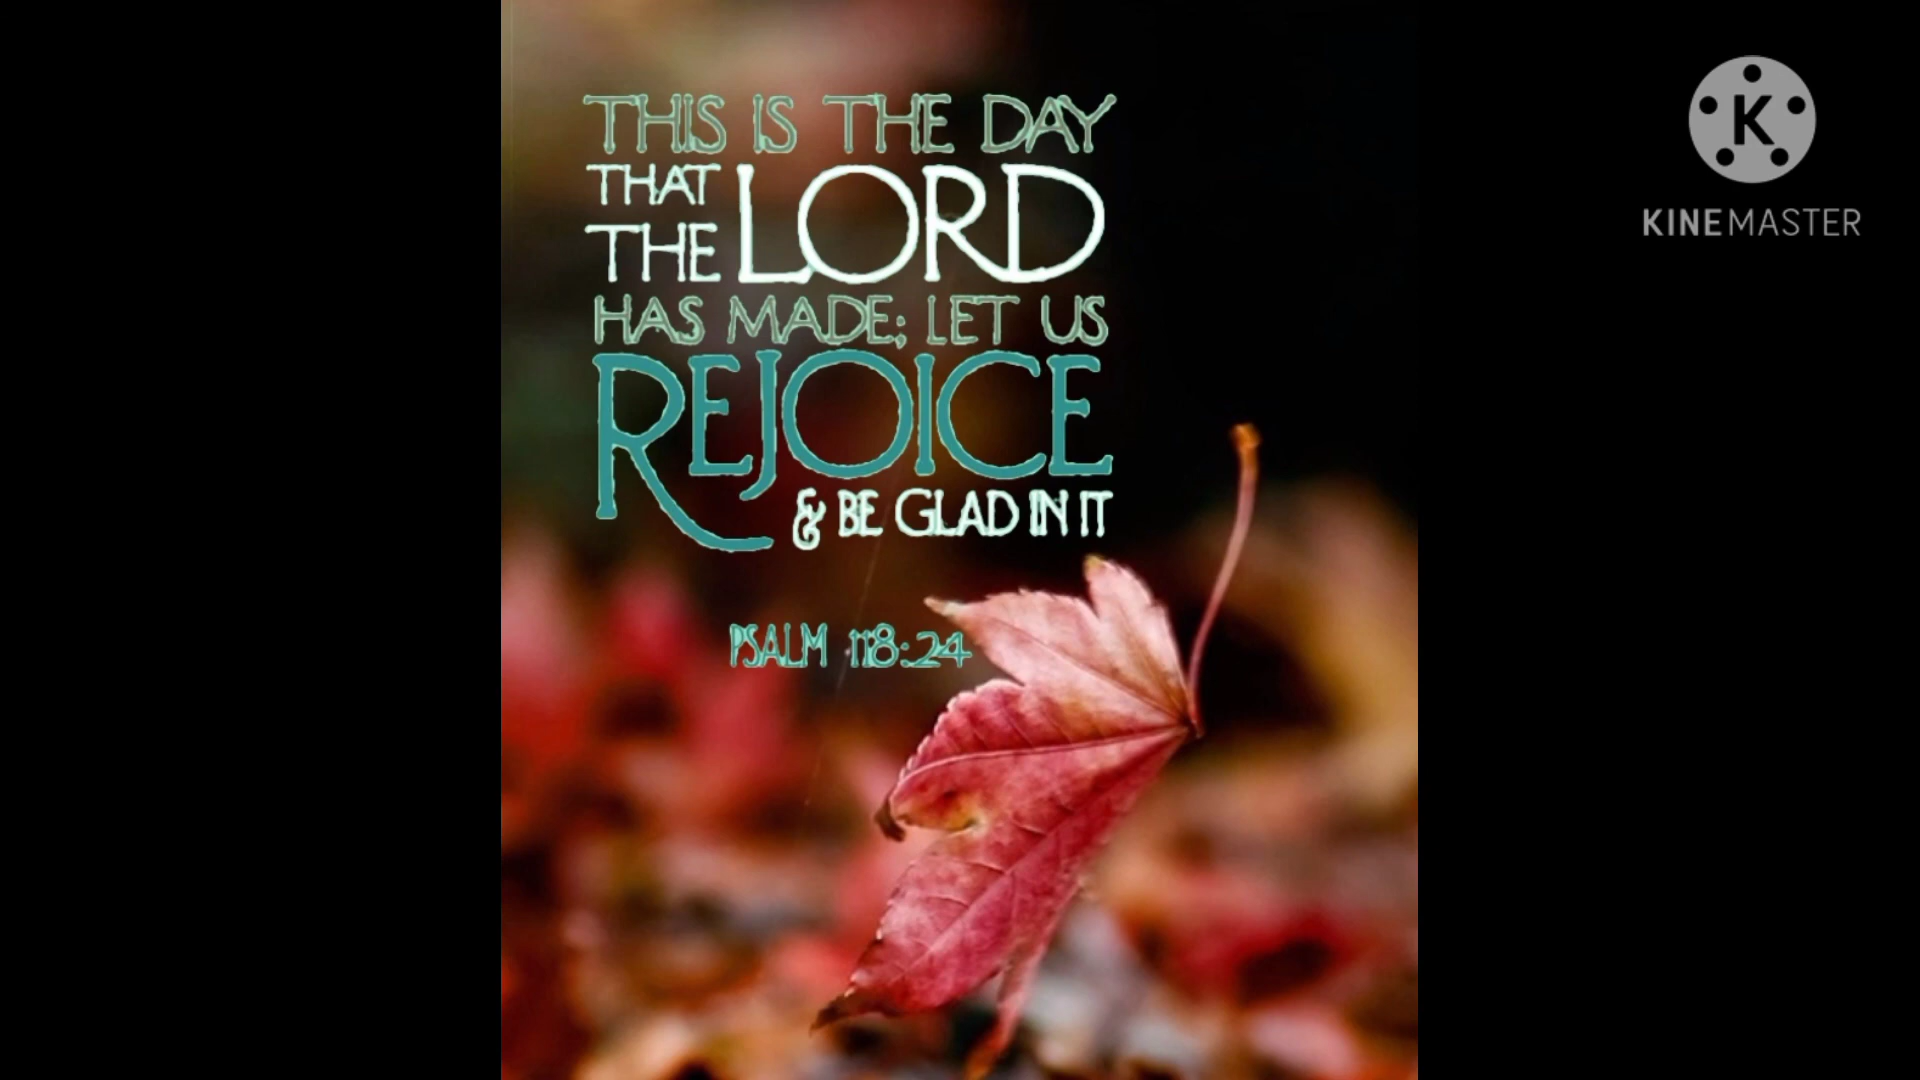 THIS IS THE DAY
THAT
THE LORD
HAS MADE; LET US
REJOICE
& BE GLAD IN IT
PSALM 118:24
K
KINEMASTER